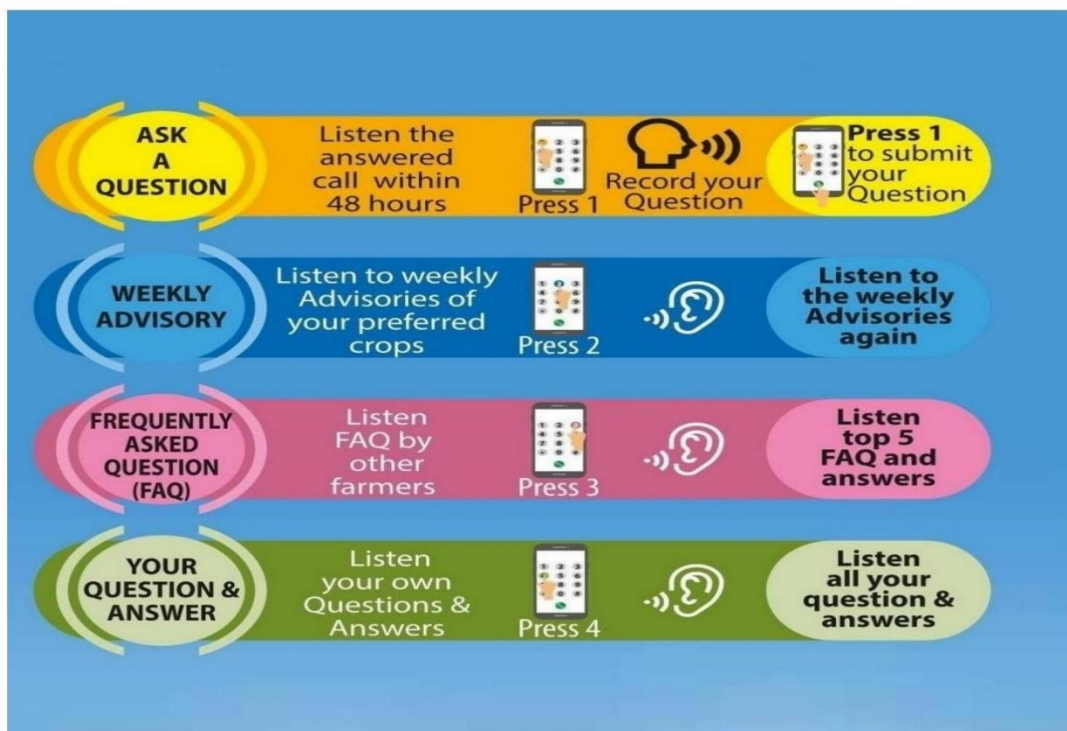 ASK
A
QUESTION
Listen the
answered
call within
48 hours
Press 1
Record your
Question
Press 1
to submit
your
Question
WEEKLY
ADVISORY
Listen to weekly
Advisories of
your preferred
crops
Press 2
Listen to
the weekly
Advisories
again
FREQUENTLY
ASKED
QUESTION
(FAQ)
Listen
FAQ by
other
farmers
Press 3
Listen
top 5
FAQ and
answers
YOUR
QUESTION &
ANSWER
Listen
your own
Questions &
Answers
Press 4
Listen
all your
question &
answers